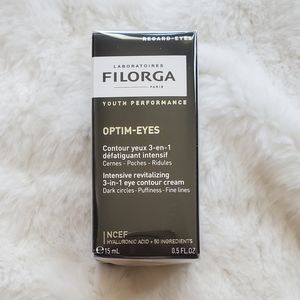 REGARD-EYES
LABORATOIRES
FILORGA
PARIS
YOUTH PERFORMANCE
OPTIM-EYES
Contour yeux 3-en-1
défatiguant intensif
Cernes - Poches - Ridules
Intensive revitalizing
3-in-1 eye contour cream
Dark circles - Puffiness - Fine lines
NCEF
HYALURONIC ACID + 50 INGREDIENTS
e 15 mL 0.5 FL.OZ